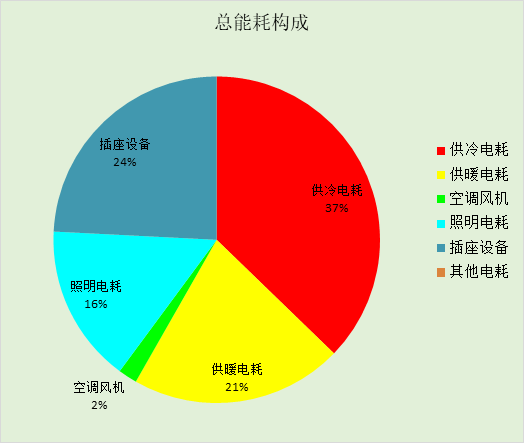 总能耗构成
供冷电耗
37%
供暖电耗
21%
空调风机
2%
照明电耗
16%
插座设备
24%
供冷电耗
供暖电耗
空调风机
照明电耗
插座设备
其他电耗